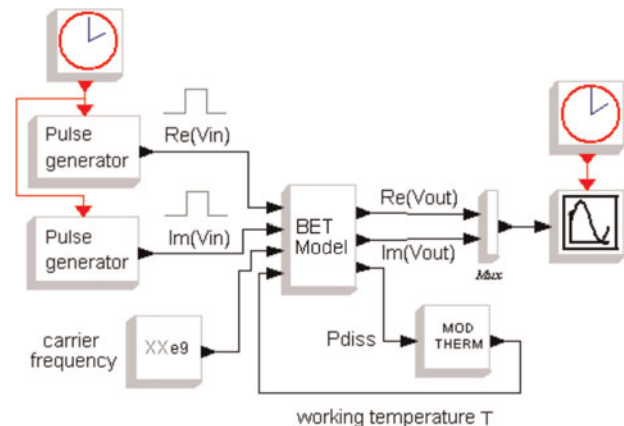 Pulse
generator
Re(Vin)
Pulse
generator
Im(Vin)
BET
Model
Re(Vout)
Im(Vout)
Mux
carrier
frequency
XXe9
Pdiss
MOD
THERM
working temperature T